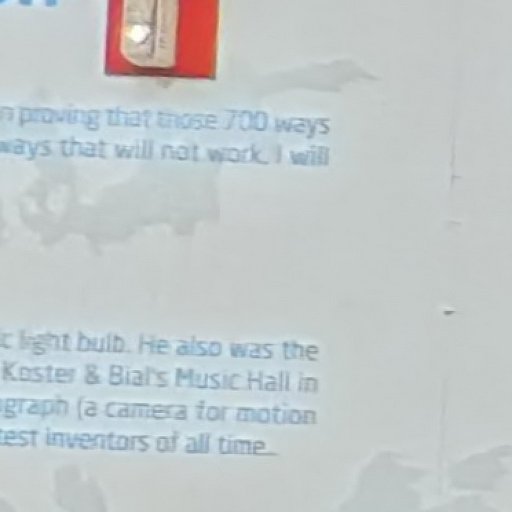 n proving that those 700 ways
ways that will not work. I will
c light bulb. He also was the
Koster & Bial's Music Hall in
ograph (a camera for motion
test inventors of all time.